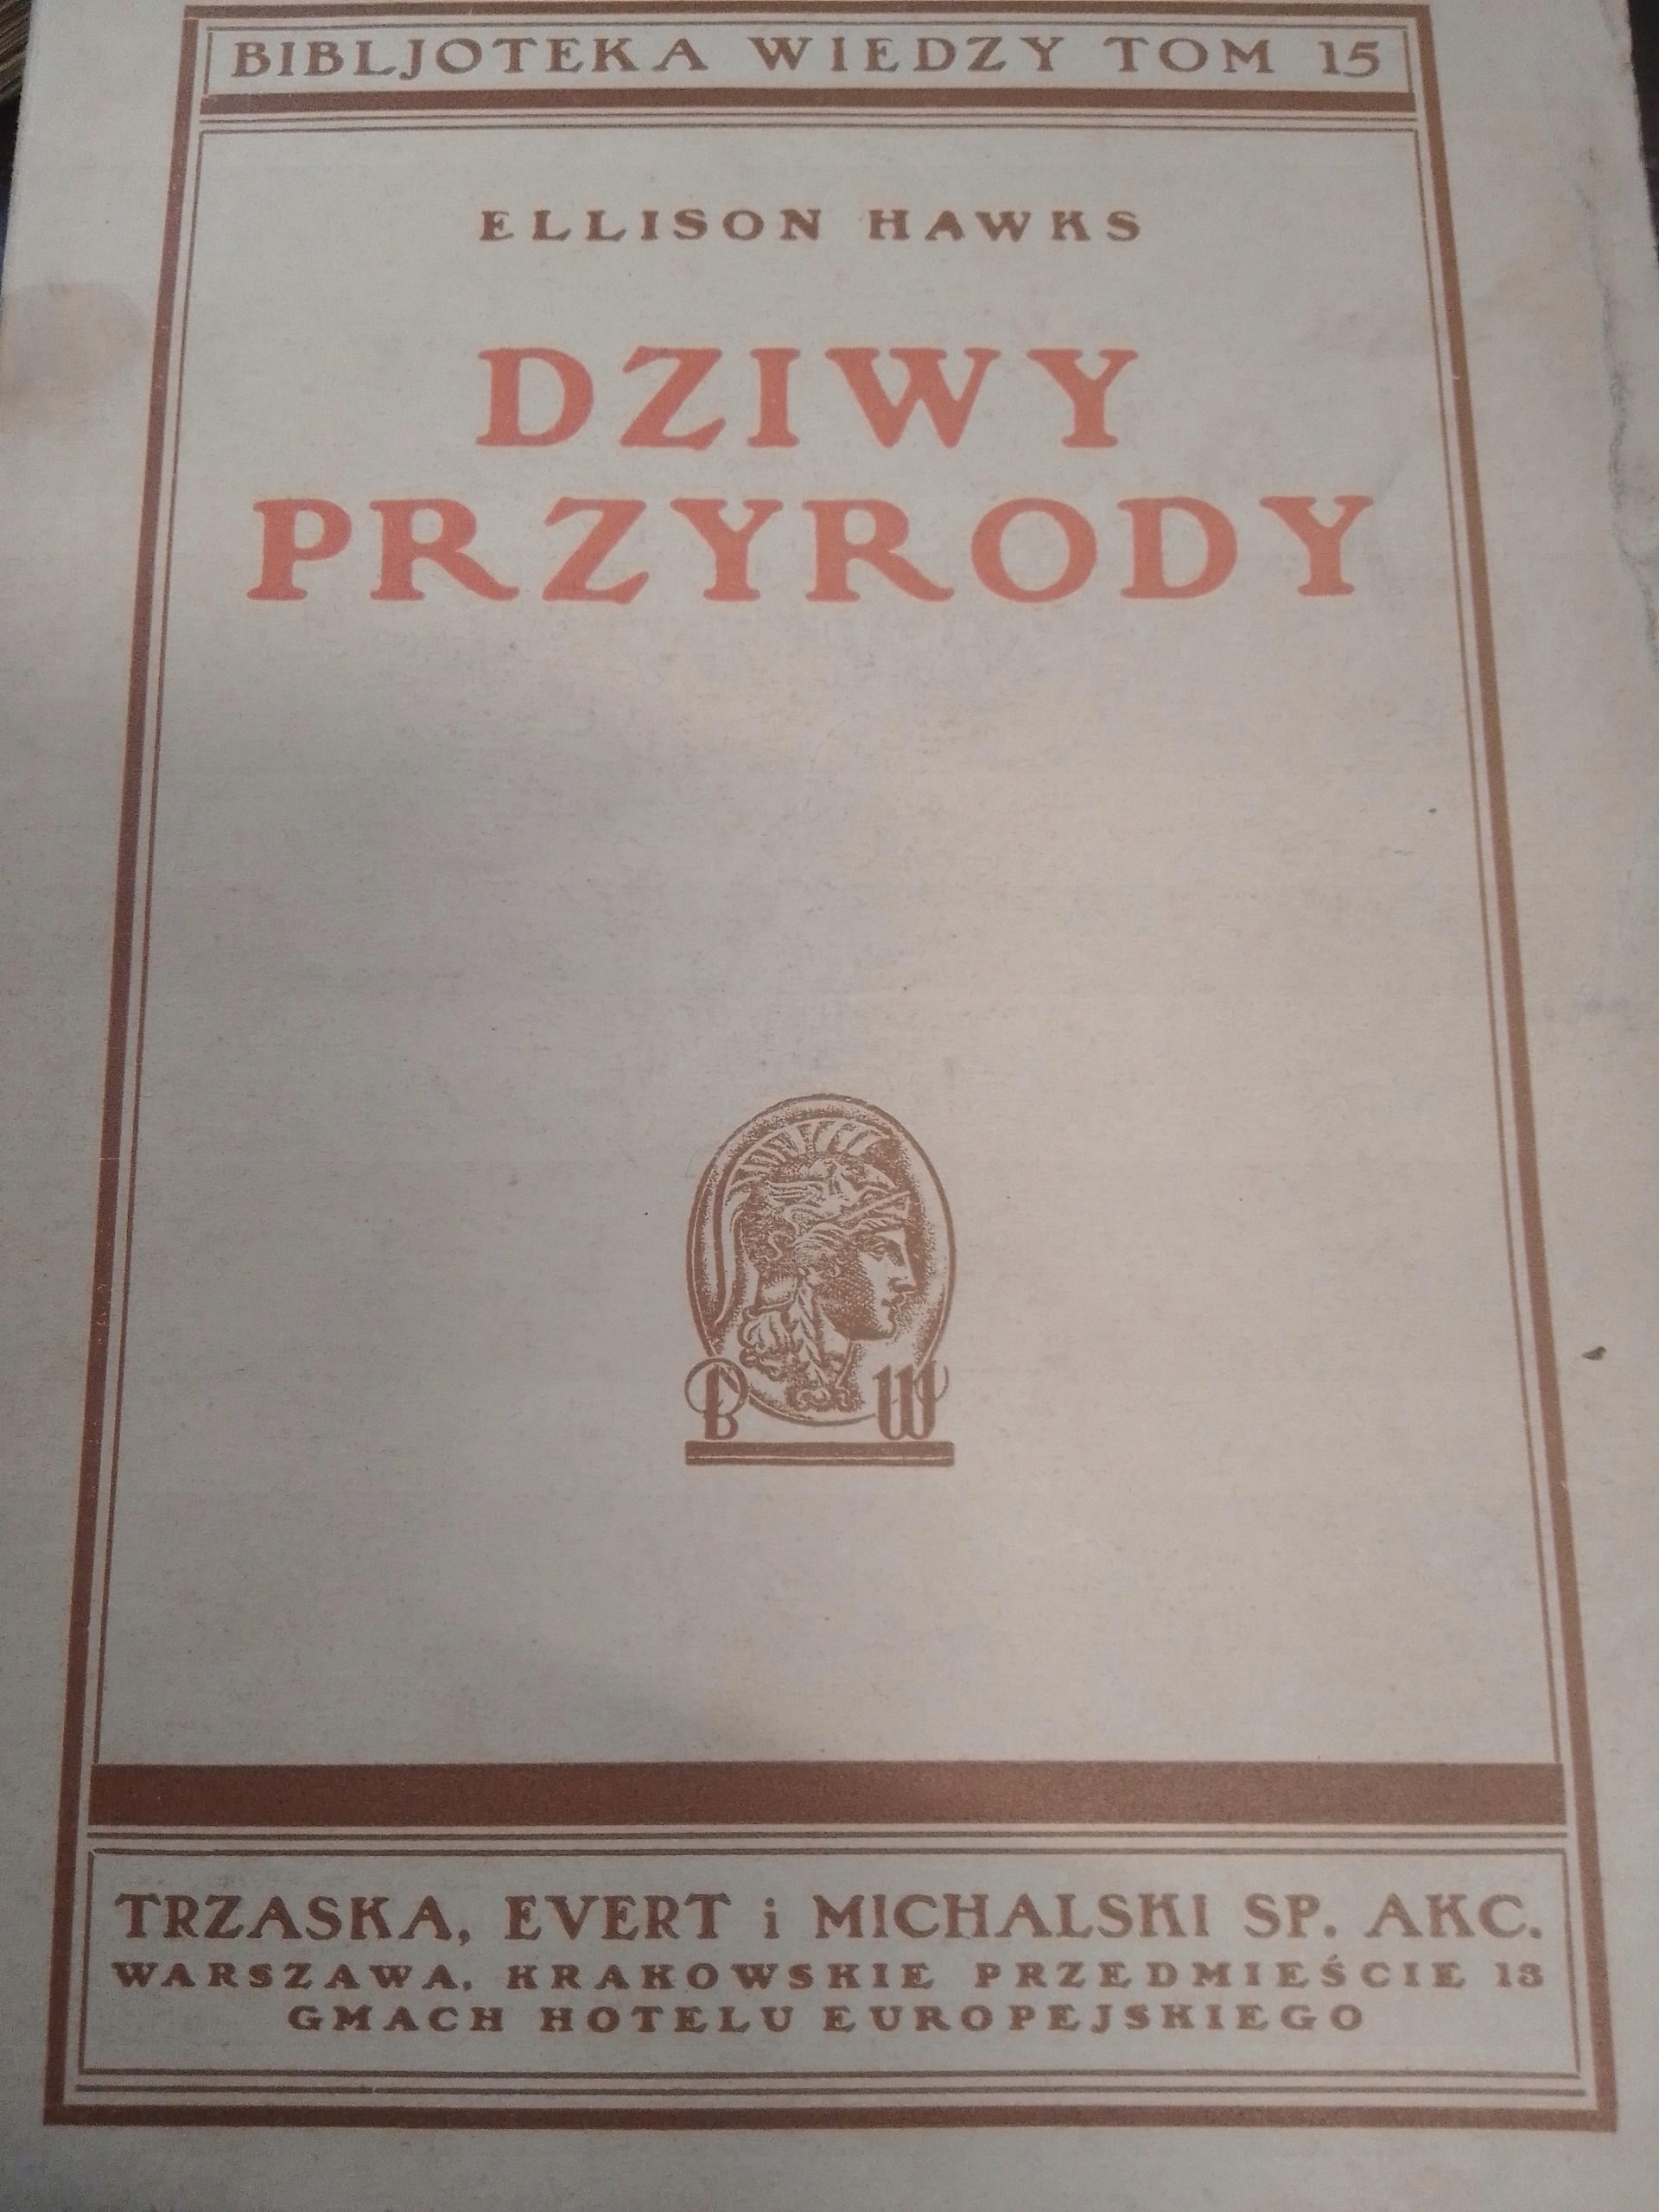 BIBLJOTEKA WIEDZY TOM 15
ELLISON HAWKS
DZIWY
PRZYRODY
B W
TRZASKA, EVERT i MICHALSKI SP. AKC.
WARSZAWA, KRAKOWSKIE PRZEDMIEŚCIE 13
GMACH HOTELU EUROPEJSKIEGO